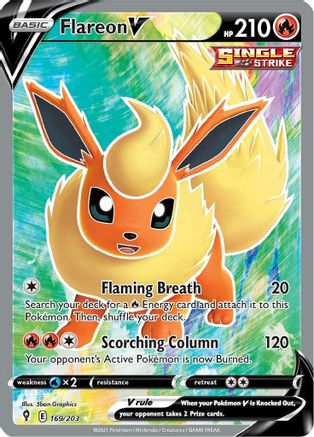 BASIC Flareon V HP 210
SINGLE STRIKE
Flaming Breath 20
Search your deck for a Energy card and attach it to this
Pokémon. Then, shuffle your deck.
Scorching Column 120
Your opponent's Active Pokémon is now Burned.
weakness ×2 resistance retreat
Illus. 5ban Graphics
V rule When your Pokémon V is Knocked Out,
your opponent takes 2 Prize cards.
E 169/203
©2021 Pokémon / Nintendo / Creatures / GAME FREAK